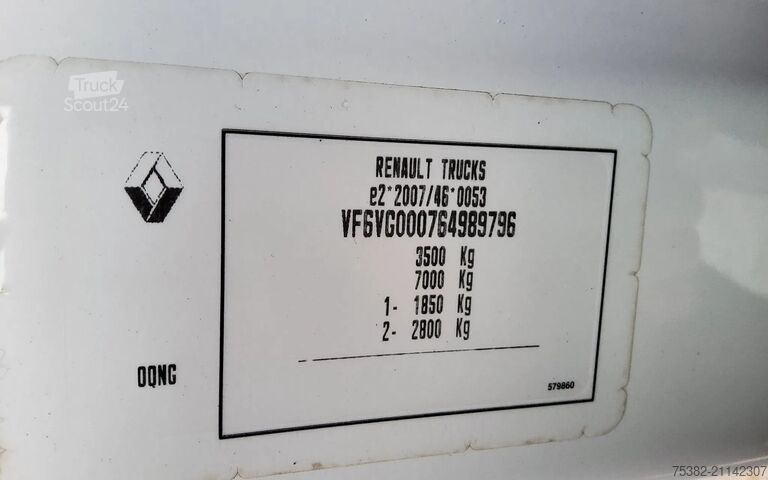 Truck
Scout24
RENAULT TRUCKS
e2*2007/46*0053
VF6VG000764989796
3500 Kg
7000 Kg
1- 1850 Kg
2- 2800 Kg
OQNG
579860
75382-21142307